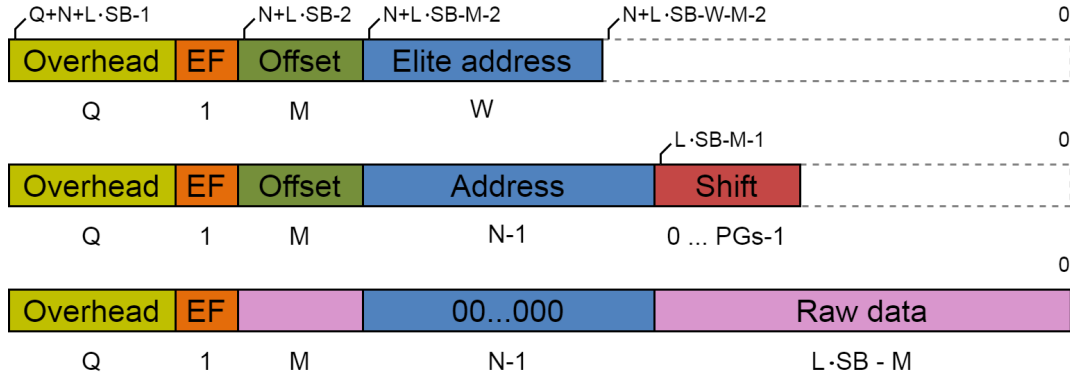 Q+N+L·SB-1 N+L·SB-2 N+L·SB-M-2 N+L·SB-W-M-2 0
Overhead EF Offset Elite address
Q 1 M W
L·SB-M-1 0
Overhead EF Offset Address Shift
Q 1 M N-1 0 ... PGs-1
0
Overhead EF 00...000 Raw data
Q 1 M N-1 L·SB - M